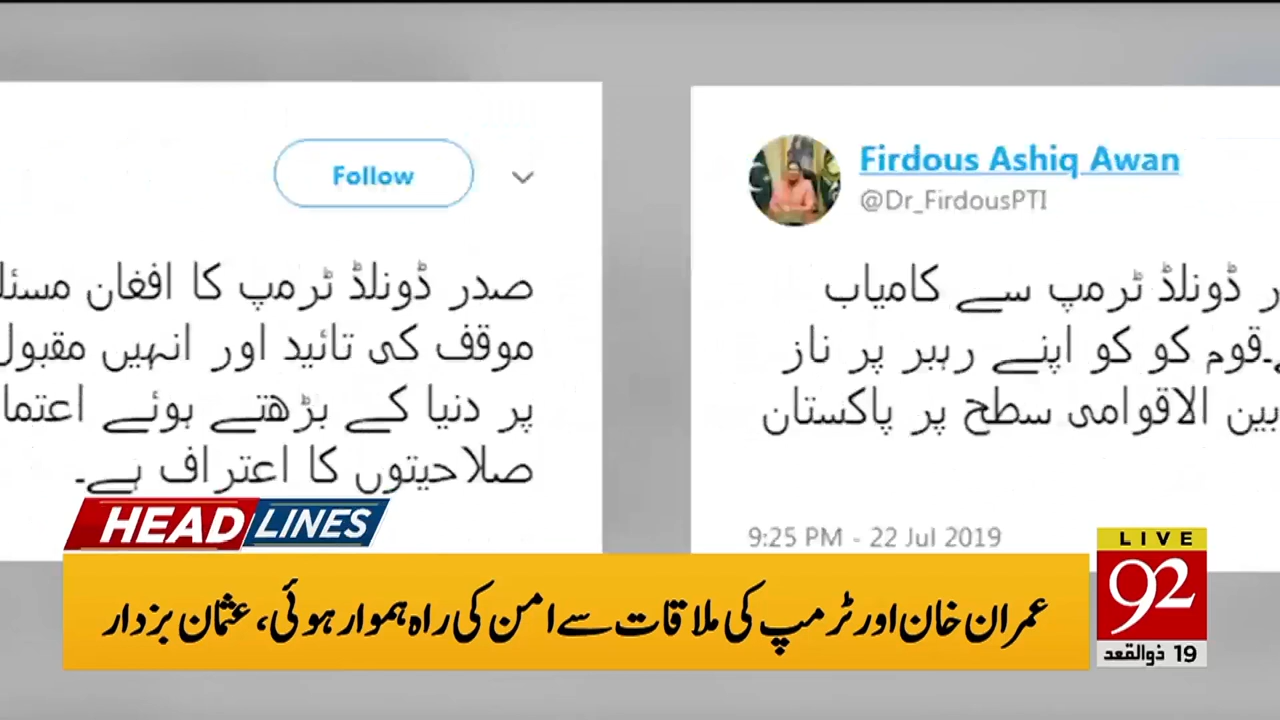 Follow
صدر ڈونلڈ ٹرمپ کا افغان مسئلہ
موقف کی تائید اور انہیں مقبول
پر دنیا کے بڑھتے ہوئے اعتما
صلاحیتوں کا اعتراف ہے۔
Firdous Ashiq Awan
@Dr_FirdousPTI
ر ڈونلڈ ٹرمپ سے کامیاب
۔قوم کو کو اپنے رہبر پر ناز
بین الاقوامی سطح پر پاکستان
9:25 PM - 22 Jul 2019
HEADLINES
عمران خان اور ٹرمپ کی ملاقات سے امن کی راہ ہموار ہوئی، عثمان بزدار
LIVE
92
19 ذوالقعد